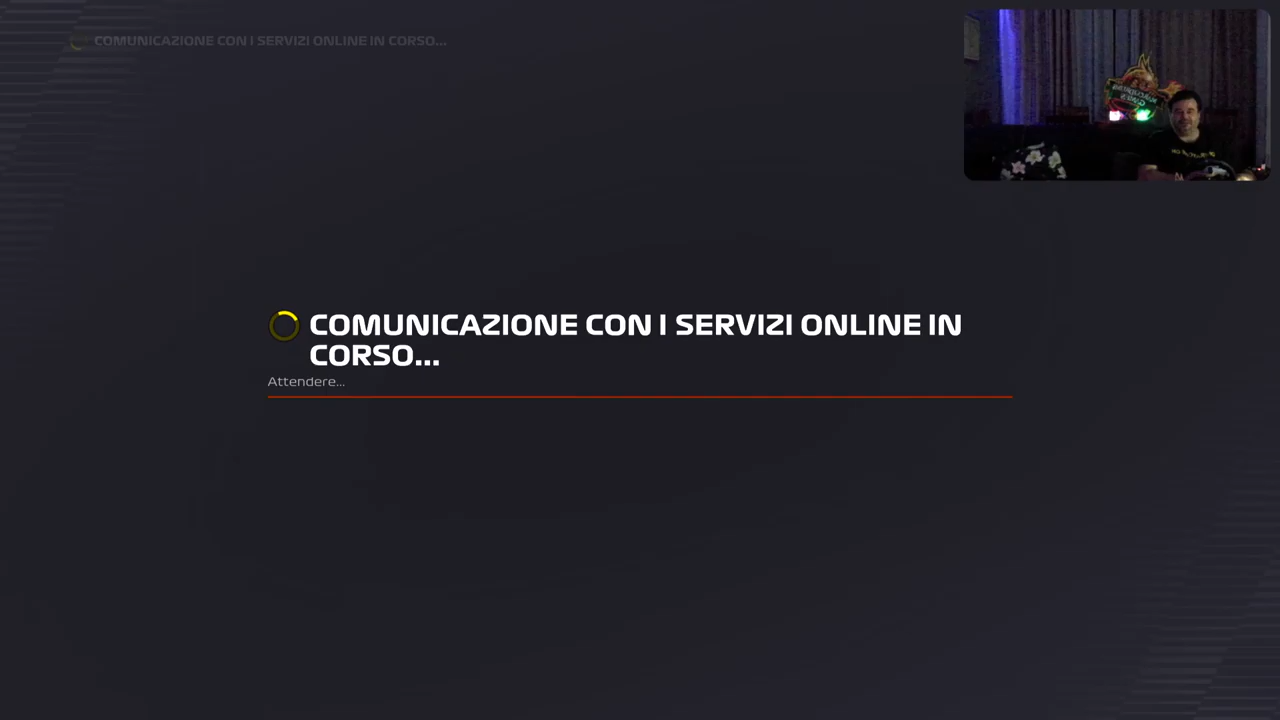 COMUNICAZIONE CON I SERVIZI ONLINE IN CORSO...
COMUNICAZIONE CON I SERVIZI ONLINE IN
CORSO...
Attendere...